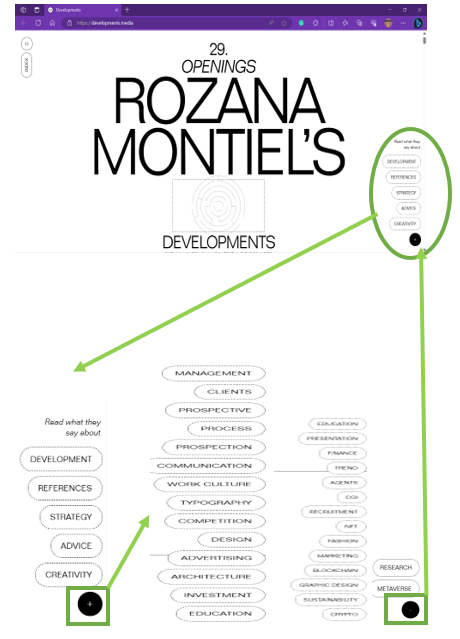 Developments
https://developments.media
INDEX
29.
OPENINGS
ROZANA
MONTIEL'S
DEVELOPMENTS
Read what they
say about
DEVELOPMENT
REFERENCES
STRATEGY
ADVICE
CREATIVITY
+
Read what they
say about
DEVELOPMENT
REFERENCES
STRATEGY
ADVICE
CREATIVITY
+
MANAGEMENT
CLIENTS
PROSPECTIVE
PROCESS
PROSPECTION
COMMUNICATION
WORK CULTURE
TYPOGRAPHY
COMPETITION
DESIGN
ADVERTISING
ARCHITECTURE
INVESTMENT
EDUCATION
EDUCATION
PRESENTATION
FINANCE
TREND
AGENTS
CGI
RECRUITMENT
NFT
FASHION
MARKETING
BLOCKCHAIN
GRAPHIC DESIGN
SUSTAINABILITY
CRYPTO
RESEARCH
METAVERSE
-